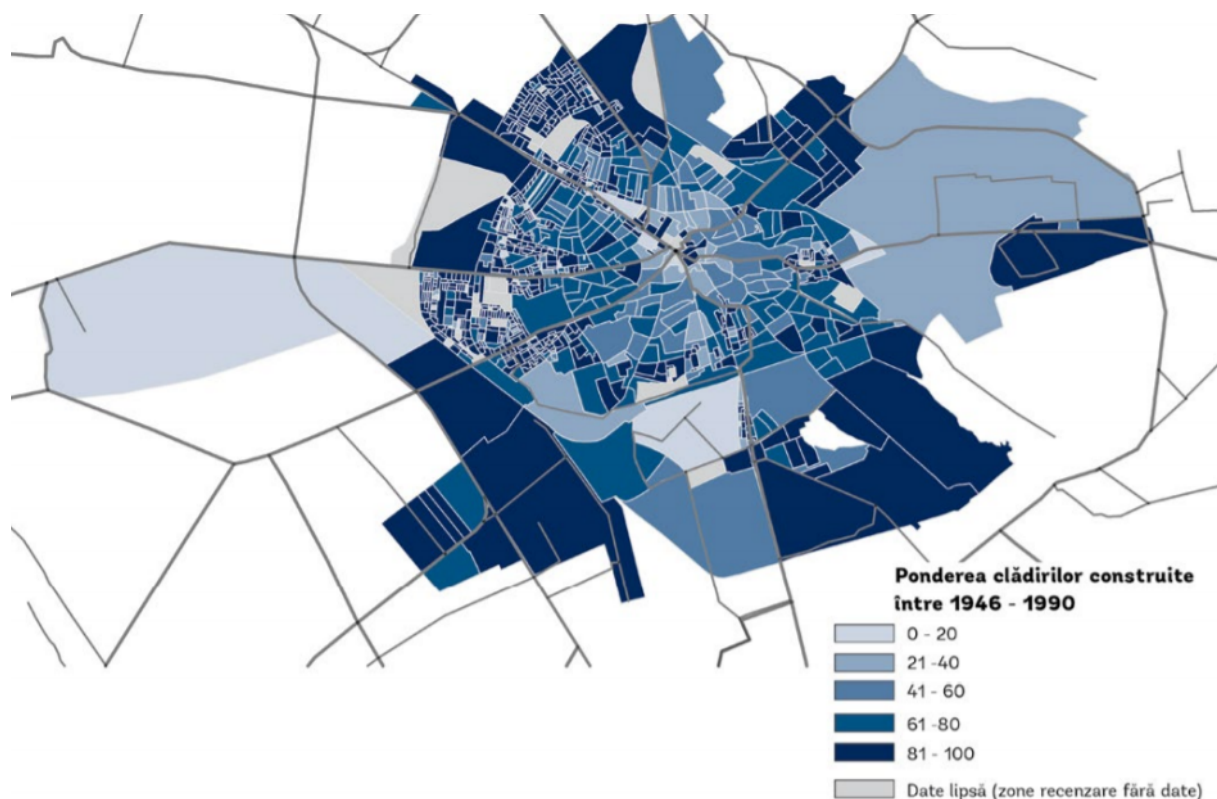 Ponderea clădirilor construite
între 1946 - 1990
0 - 20
21 -40
41 - 60
61 -80
81 - 100
Date lipsă (zone recenzare fără date)